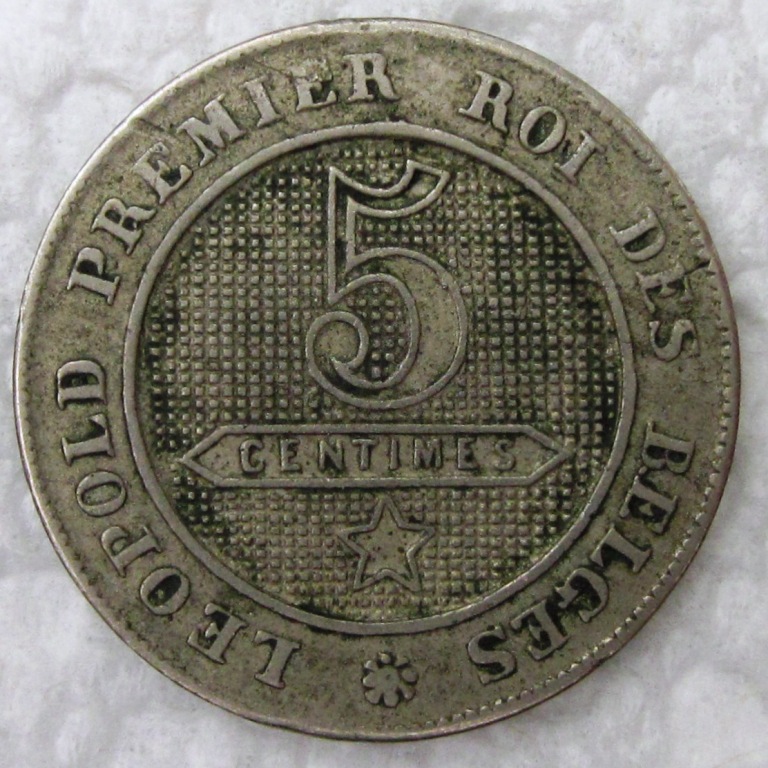 LEOPOLD PREMIER ROI DES BELGES
5
CENTIMES